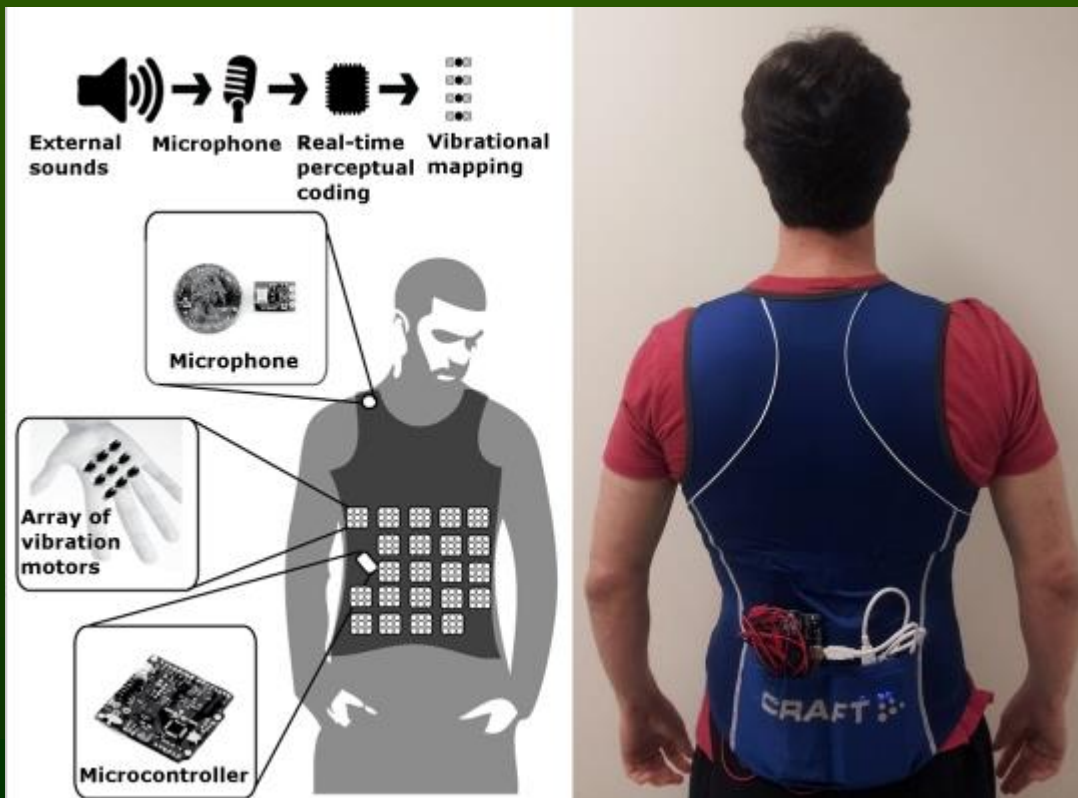 External sounds
Microphone
Real-time perceptual coding
Vibrational mapping
Microphone
Array of vibration motors
Microcontroller
CRAFT